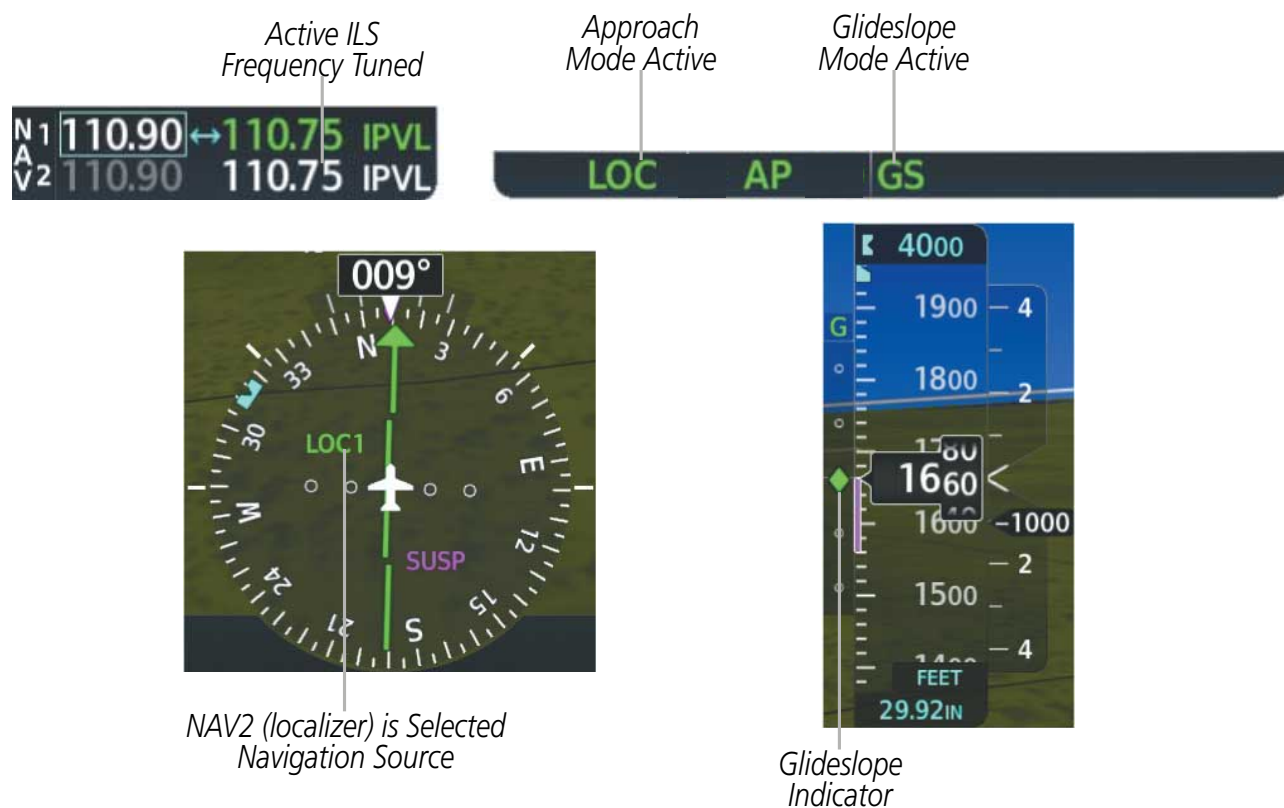 Active ILS
Frequency Tuned
Approach
Mode Active
Glideslope
Mode Active
NAV 1 110.90 ↔ 110.75 IPVL
2 110.90 110.75 IPVL
LOC AP GS
009°
N 3 6 E 12 15 S 21 24 W 30 33
LOC1
SUSP
4000
G
1900
1800
1660
1600
1500
4
2
-1000
2
4
FEET
29.92IN
NAV2 (localizer) is Selected
Navigation Source
Glideslope
Indicator